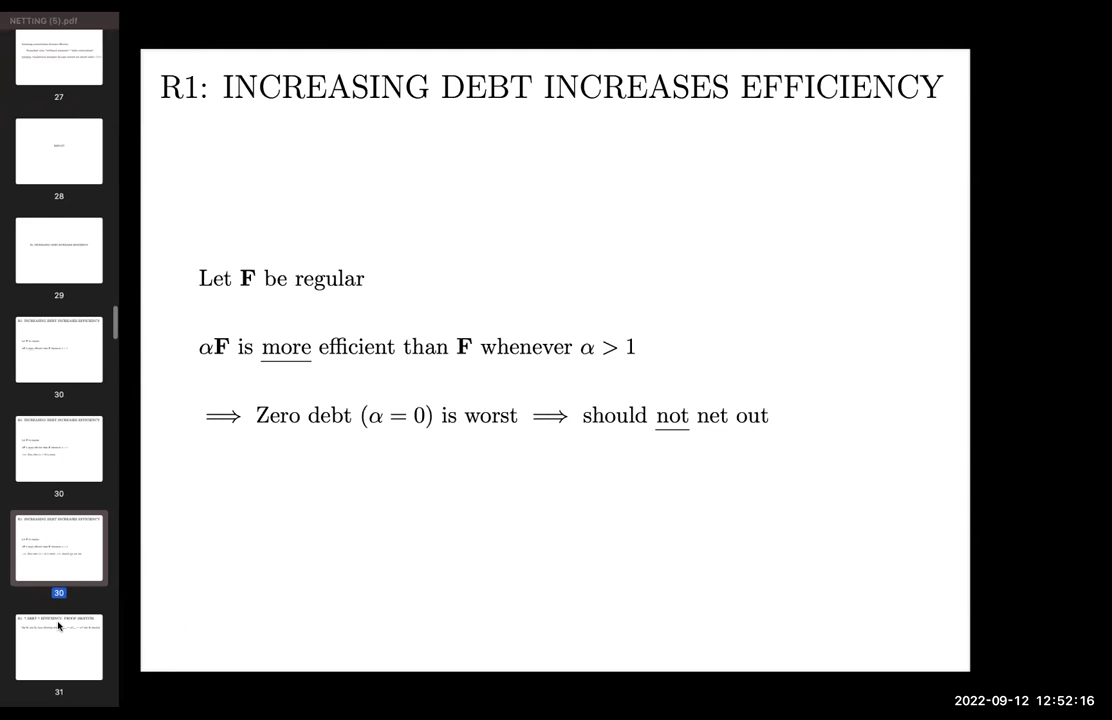 NETTING (5).pdf
27
28
29
30
30
30
31
R1: INCREASING DEBT INCREASES EFFICIENCY
Let F be regular
αF is more efficient than F whenever α > 1
⟹ Zero debt (α = 0) is worst ⟹ should not net out
2022-09-12 12:52:16